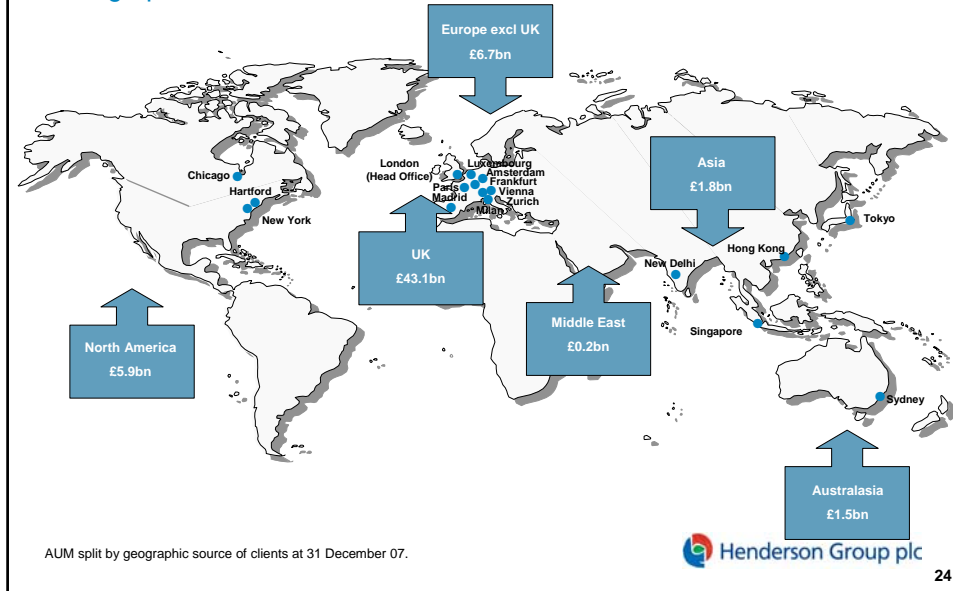 Europe excl UK
£6.7bn
London
(Head Office)
Luxembourg
Amsterdam
Frankfurt
Paris
Vienna
Madrid
Zurich
Milan
Chicago
Hartford
New York
Asia
£1.8bn
Tokyo
Hong Kong
New Delhi
UK
£43.1bn
Middle East
£0.2bn
Singapore
North America
£5.9bn
Sydney
Australasia
£1.5bn
AUM split by geographic source of clients at 31 December 07.
Henderson Group plc
24